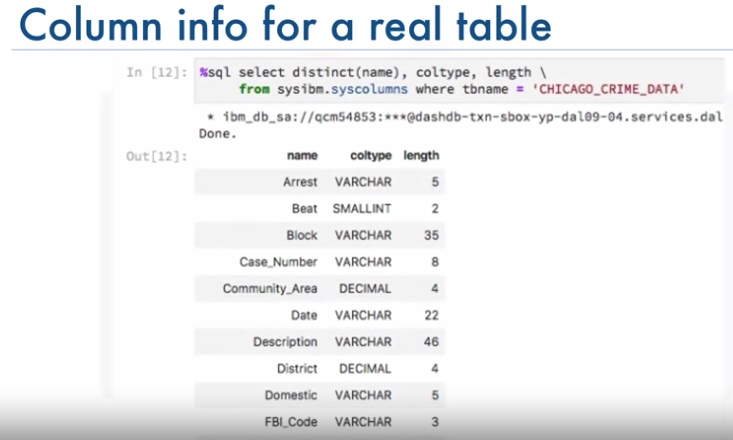 Column info for a real table
In [12]: %sql select distinct(name), coltype, length \
from sysibm.syscolumns where tbname = 'CHICAGO_CRIME_DATA'
* ibm_db_sa://qcm54853:***@dashdb-txn-sbox-yp-dal09-04.services.dal
Done.
Out[12]:
name coltype length
Arrest VARCHAR 5
Beat SMALLINT 2
Block VARCHAR 35
Case_Number VARCHAR 8
Community_Area DECIMAL 4
Date VARCHAR 22
Description VARCHAR 46
District DECIMAL 4
Domestic VARCHAR 5
FBI_Code VARCHAR 3